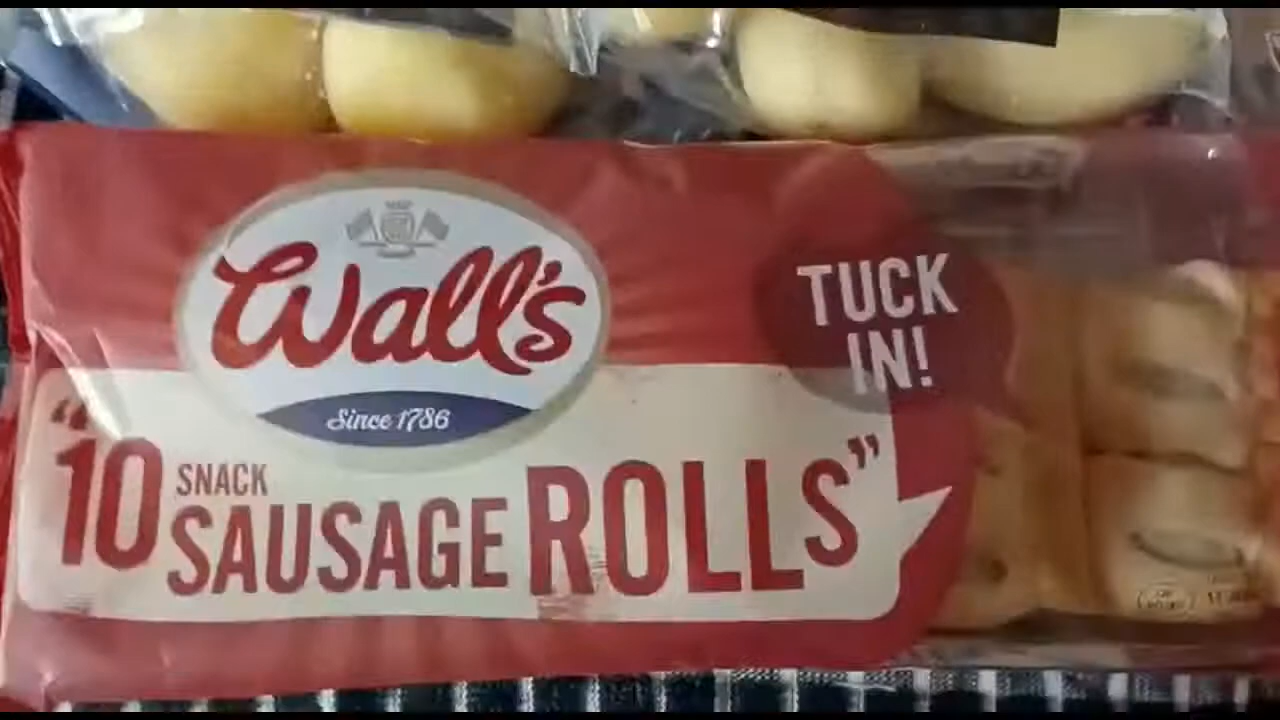 Wall's
Since 1786
TUCK
IN!
"10 SNACK
SAUSAGE ROLLS"